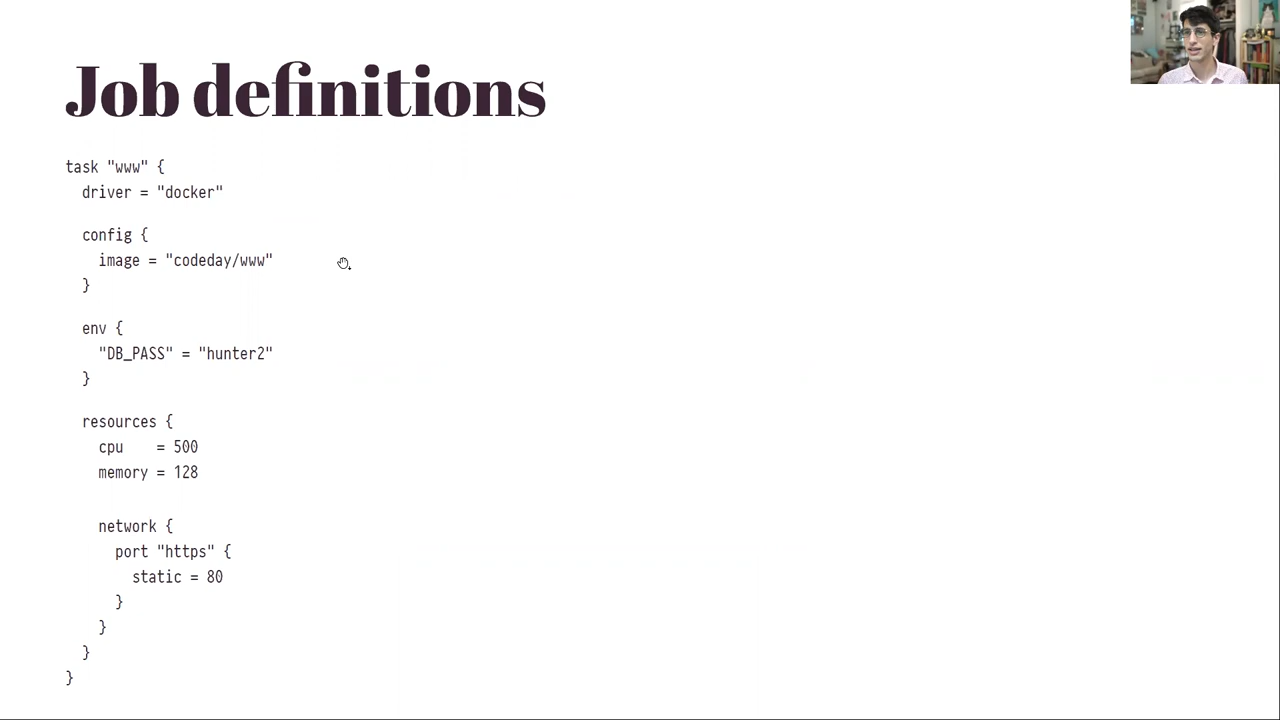 Job definitions
task "www" {
driver = "docker"
config {
image = "codeday/www"
}
env {
"DB_PASS" = "hunter2"
}
resources {
cpu    = 500
memory = 128
network {
port "https" {
static = 80
}
}
}
}